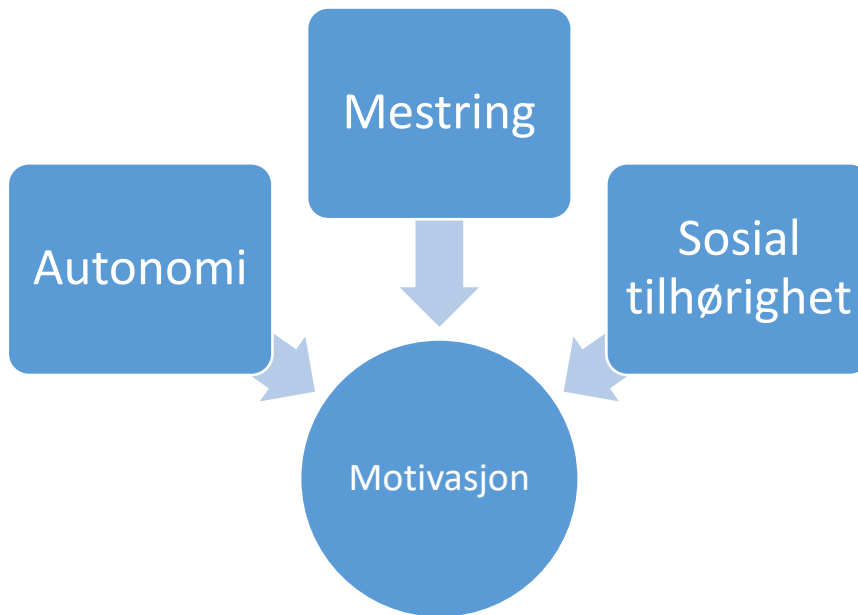 Mestring
Autonomi
Sosial
tilhørighet
Motivasjon